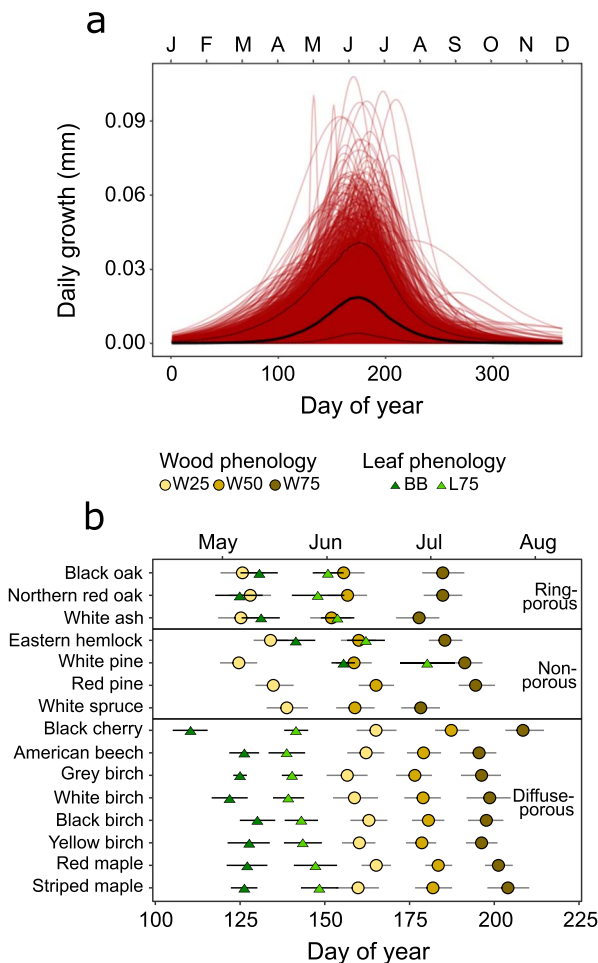 a
J F M A M J J A S O N D
0.09
0.06
0.03
0.00
Daily growth (mm)
0 100 200 300
Day of year
Wood phenology Leaf phenology
W25 W50 W75 BB L75
b
May Jun Jul Aug
Black oak
Northern red oak
White ash
Ring-
porous
Eastern hemlock
White pine
Red pine
White spruce
Non-
porous
Black cherry
American beech
Grey birch
White birch
Black birch
Yellow birch
Red maple
Striped maple
Diffuse-
porous
100 125 150 175 200 225
Day of year